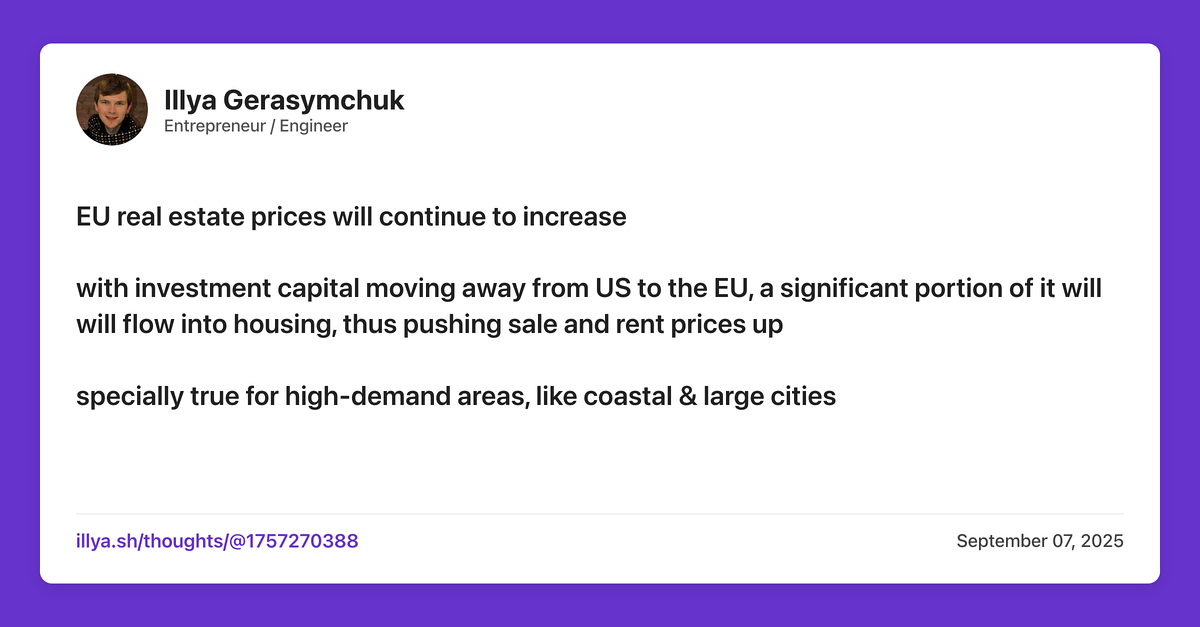 Illya Gerasymchuk
Entrepreneur / Engineer
EU real estate prices will continue to increase
with investment capital moving away from US to the EU, a significant portion of it will
will flow into housing, thus pushing sale and rent prices up
specially true for high-demand areas, like coastal & large cities
illya.sh/thoughts/@1757270388
September 07, 2025